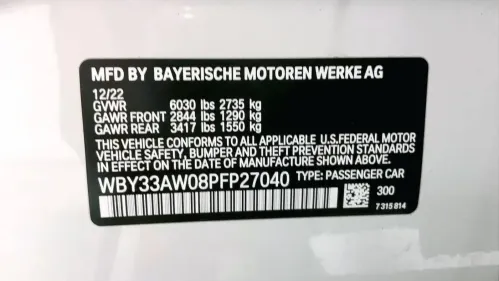 MFD BY BAYERISCHE MOTOREN WERKE AG
12/22
GVWR 6030 lbs 2735 kg
GAWR FRONT 2844 lbs 1290 kg
GAWR REAR 3417 lbs 1550 kg
THIS VEHICLE CONFORMS TO ALL APPLICABLE U.S.FEDERAL MOTOR
VEHICLE SAFETY, BUMPER, AND THEFT PREVENTION STANDARDS
IN EFFECT ON THE DATE OF MANUFACTURE SHOWN ABOVE.
WBY33AW08PFP27040 TYPE: PASSENGER CAR
300
7 315 814